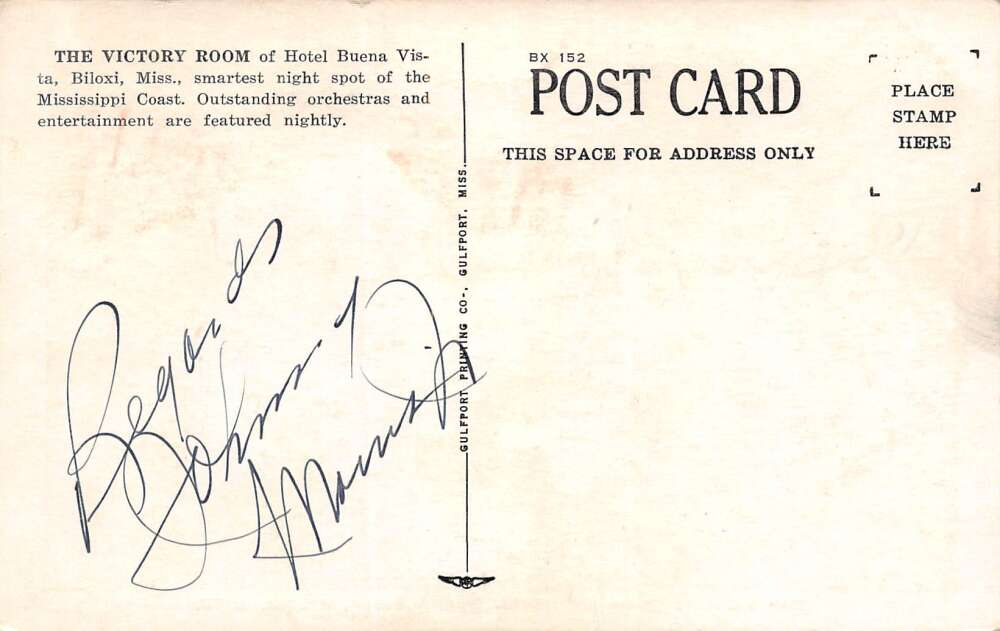 THE VICTORY ROOM of Hotel Buena Vis-
ta, Biloxi, Miss., smartest night spot of the
Mississippi Coast. Outstanding orchestras and
entertainment are featured nightly.
Regards
Johnny
GULFPORT PRINTING CO., GULFPORT, MISS.
BX 152
POST CARD
THIS SPACE FOR ADDRESS ONLY
PLACE
STAMP
HERE